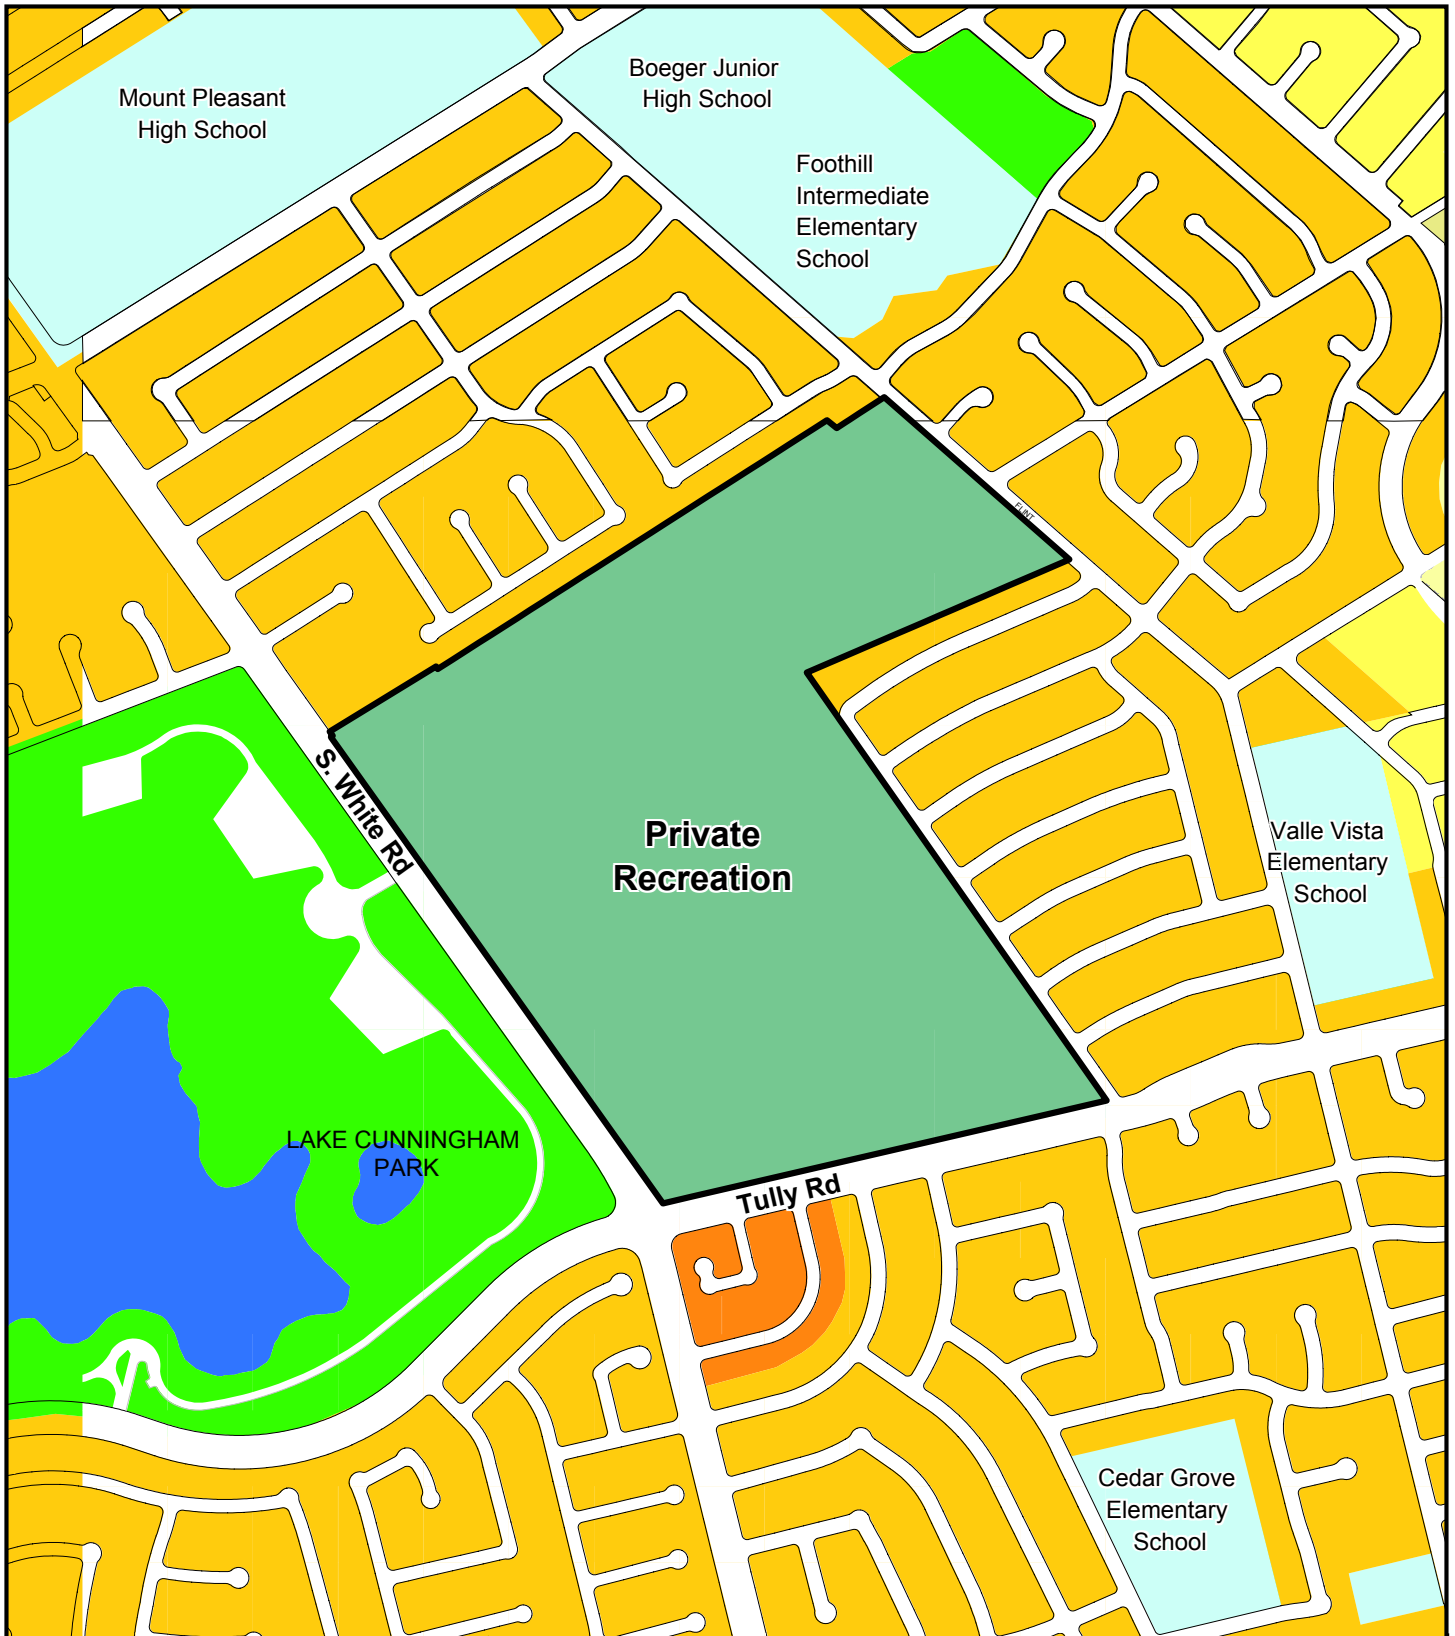 Mount Pleasant
High School
Boeger Junior
High School
Foothill
Intermediate
Elementary
School
FLINT
S. White Rd
Private
Recreation
Valle Vista
Elementary
School
LAKE CUNNINGHAM
PARK
Tully Rd
Cedar Grove
Elementary
School